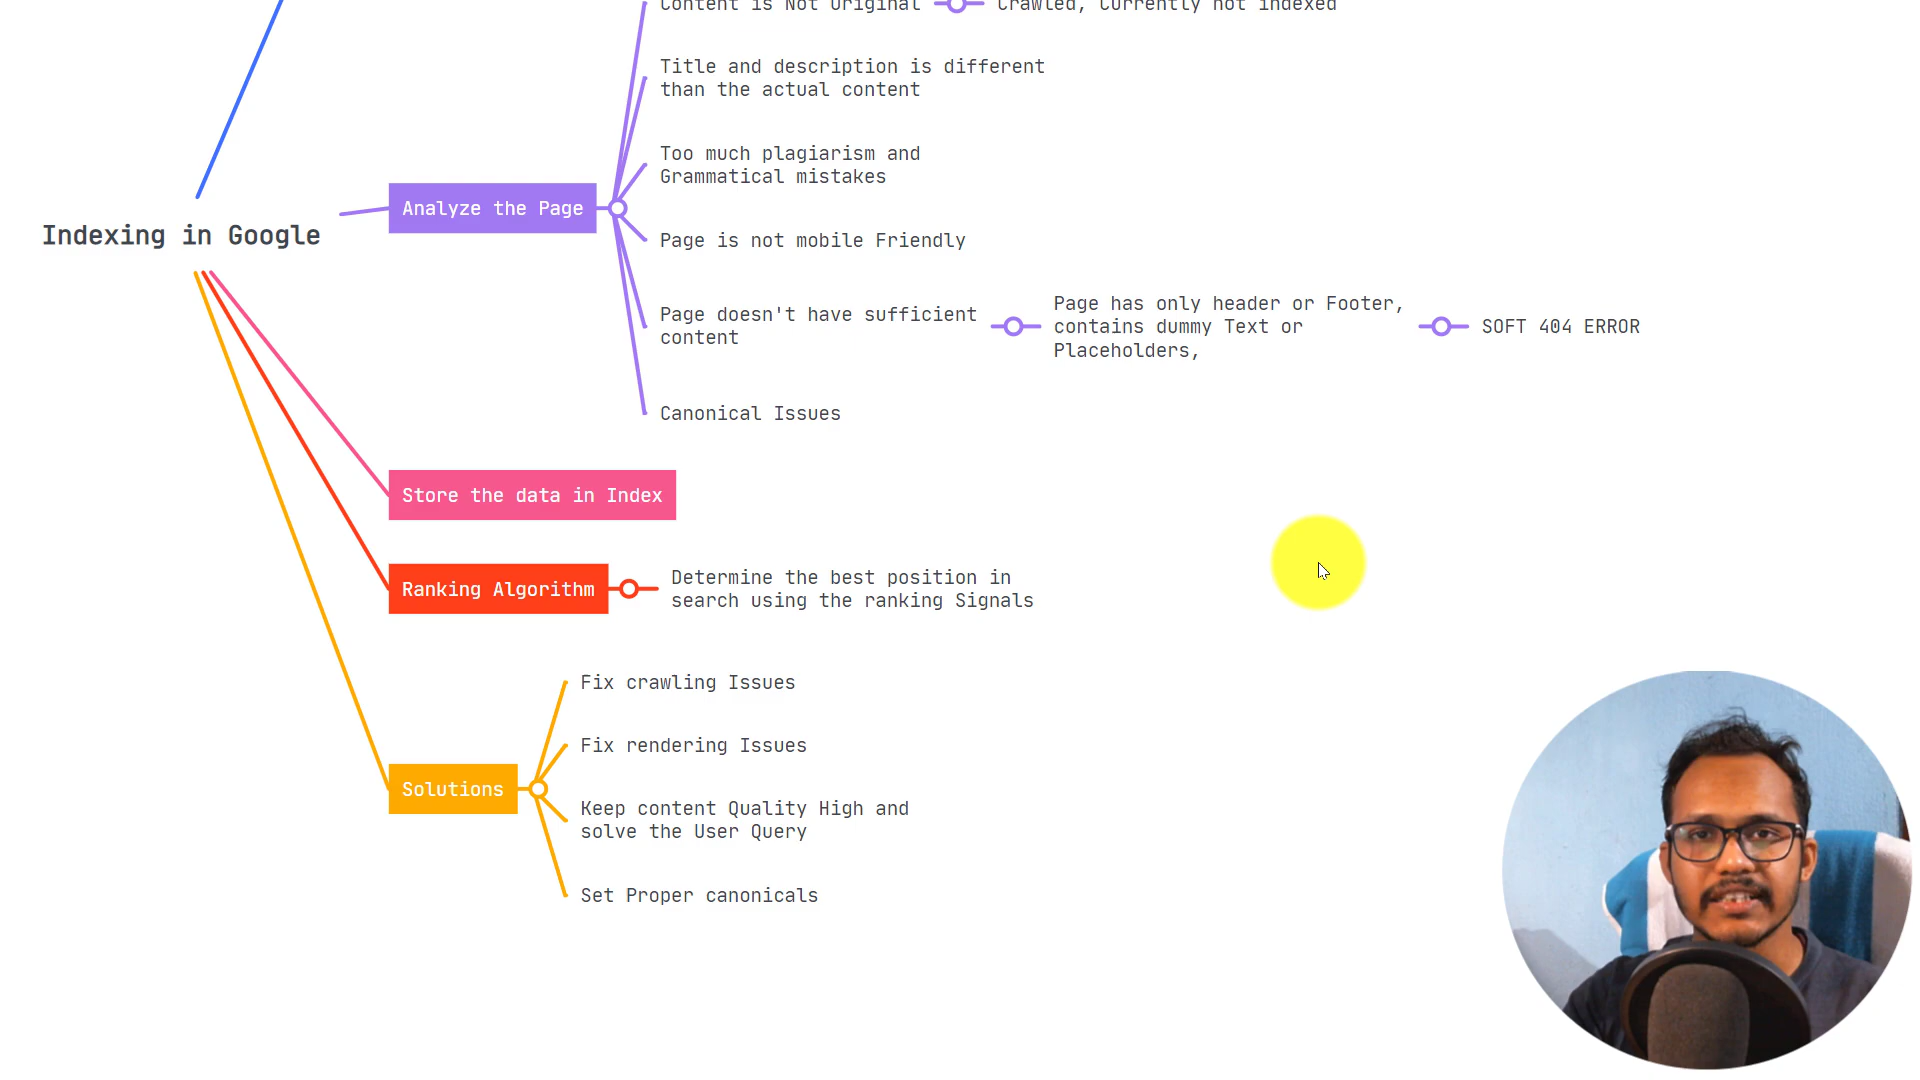 Content is Not Original
Crawled, Currently not indexed
Title and description is different
than the actual content
Too much plagiarism and
Grammatical mistakes
Analyze the Page
Indexing in Google
Page is not mobile Friendly
Page doesn't have sufficient
content
Page has only header or Footer,
contains dummy Text or
Placeholders,
SOFT 404 ERROR
Canonical Issues
Store the data in Index
Ranking Algorithm
Determine the best position in
search using the ranking Signals
Fix crawling Issues
Fix rendering Issues
Solutions
Keep content Quality High and
solve the User Query
Set Proper canonicals